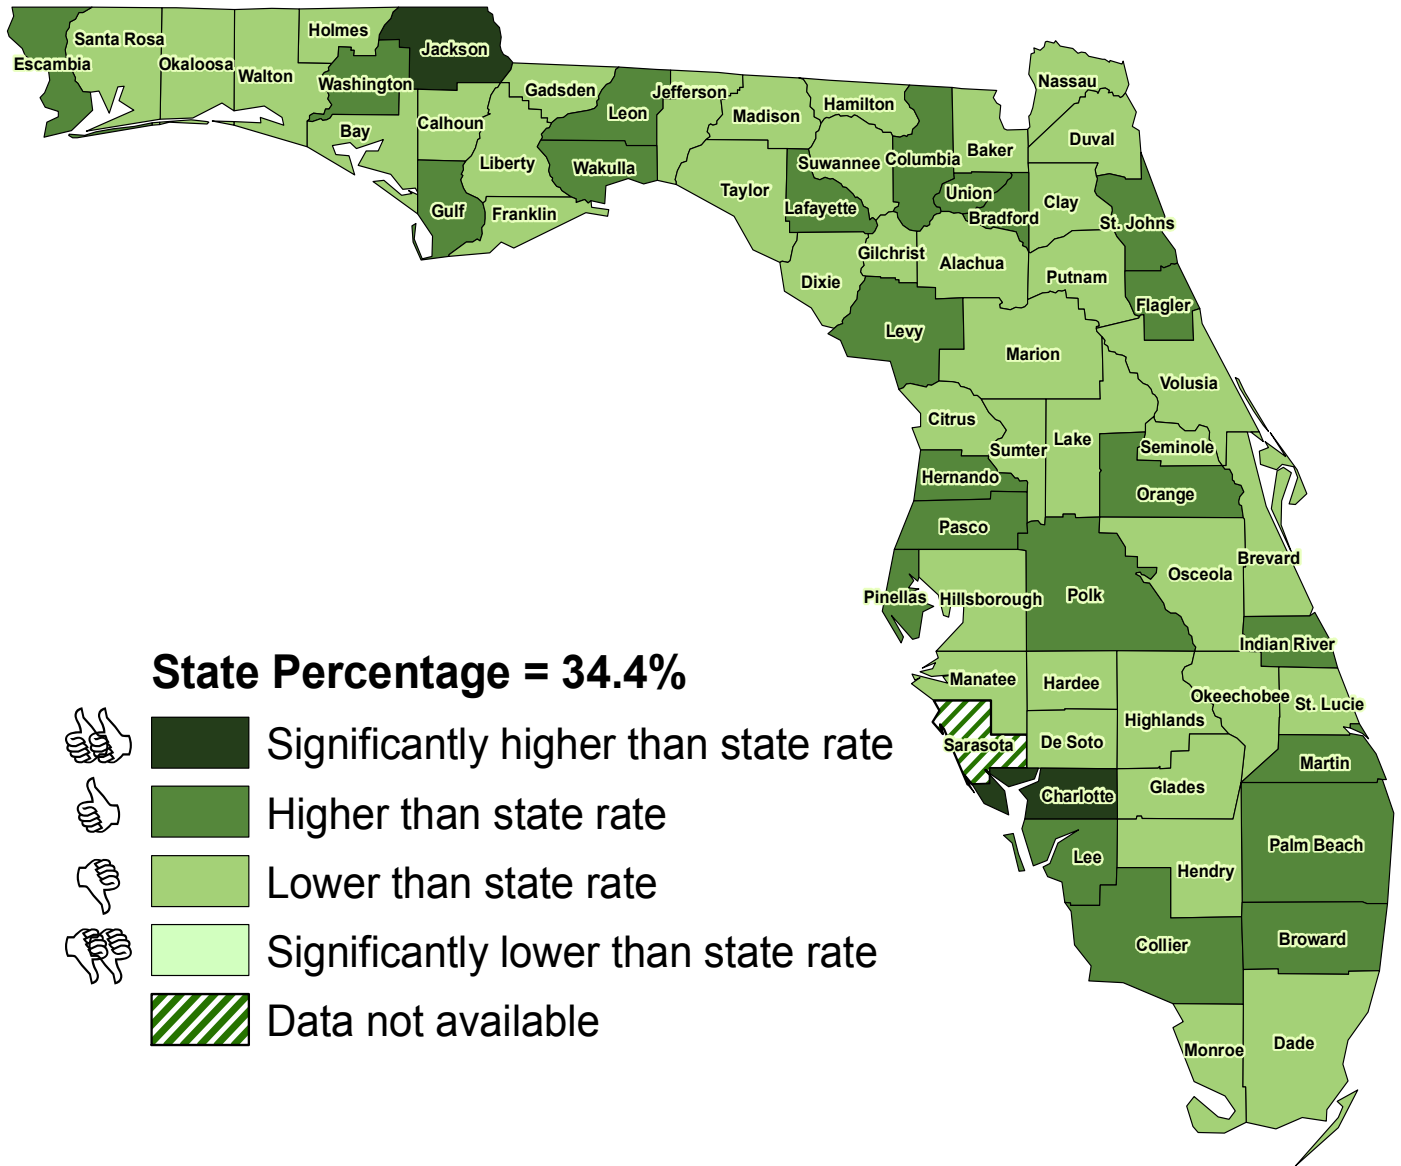 Holmes
Santa Rosa
Jackson
Escambia
Okaloosa
Walton
Washington
Gadsden
Jefferson
Leon
Hamilton
Madison
Nassau
Bay
Calhoun
Duval
Liberty
Wakulla
Suwannee
Columbia
Baker
Taylor
Union
Lafayette
Bradford
Clay
St. Johns
Gulf
Franklin
Gilchrist
Alachua
Dixie
Putnam
Flagler
Levy
Marion
Volusia
Citrus
Sumter
Lake
Seminole
Hernando
Orange
Pasco
Brevard
Osceola
Pinellas
Hillsborough
Polk
Indian River
Manatee
Hardee
Okeechobee
St. Lucie
Highlands
Sarasota
De Soto
Martin
Charlotte
Glades
Palm Beach
Lee
Hendry
Collier
Broward
Monroe
Dade
State Percentage = 34.4%
Significantly higher than state rate
Higher than state rate
Lower than state rate
Significantly lower than state rate
Data not available